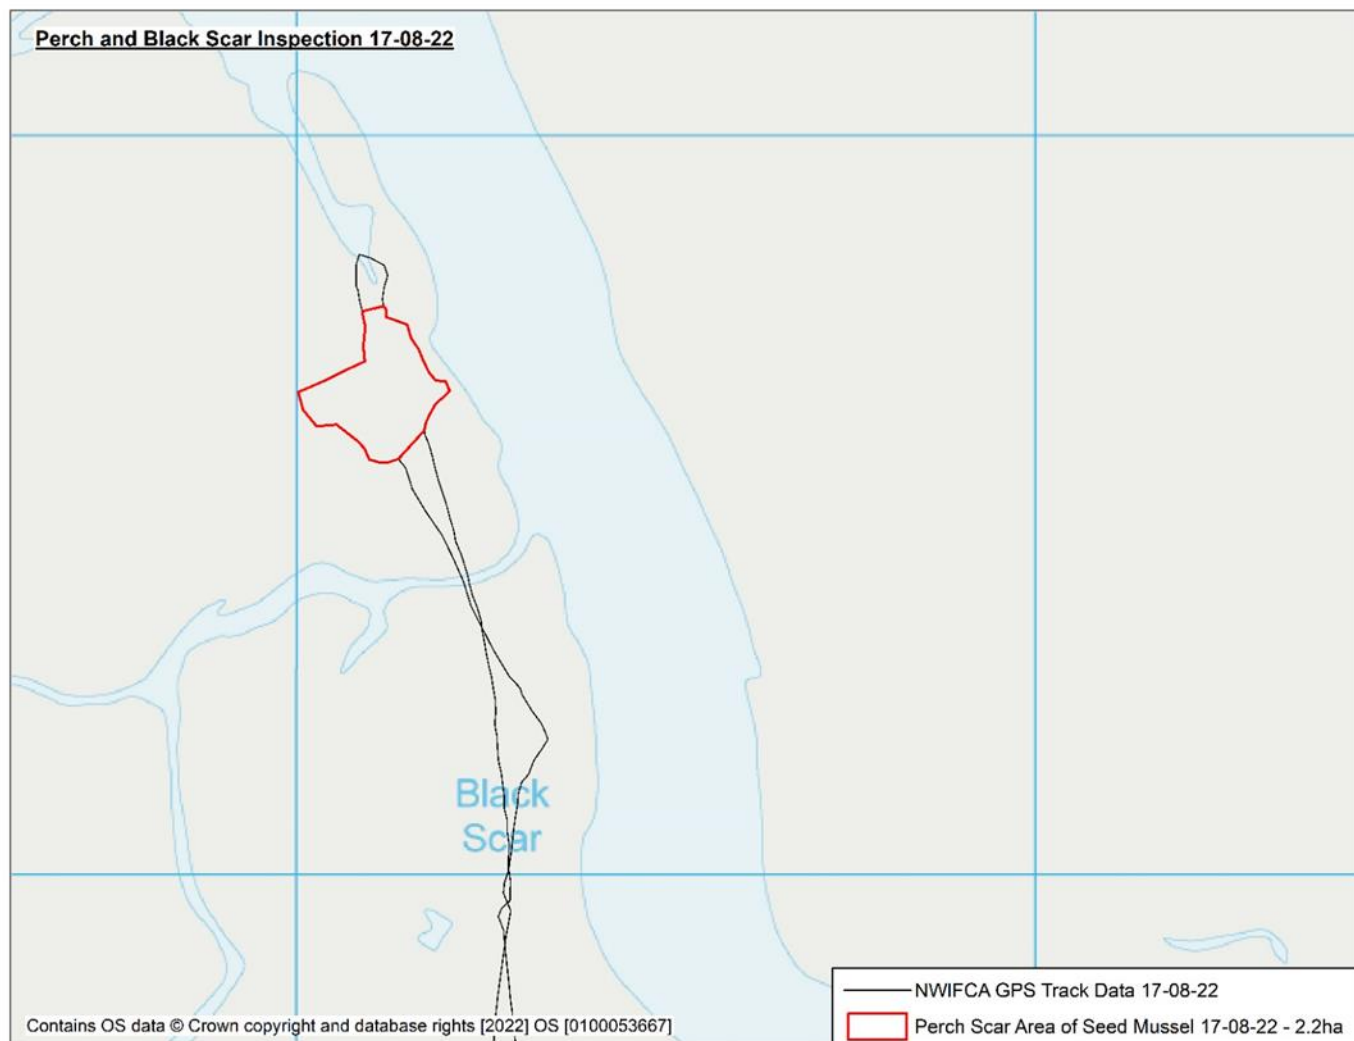 Perch and Black Scar Inspection 17-08-22
Black
Scar
NWIFCA GPS Track Data 17-08-22
Perch Scar Area of Seed Mussel 17-08-22 - 2.2ha
Contains OS data © Crown copyright and database rights [2022] OS [0100053667]